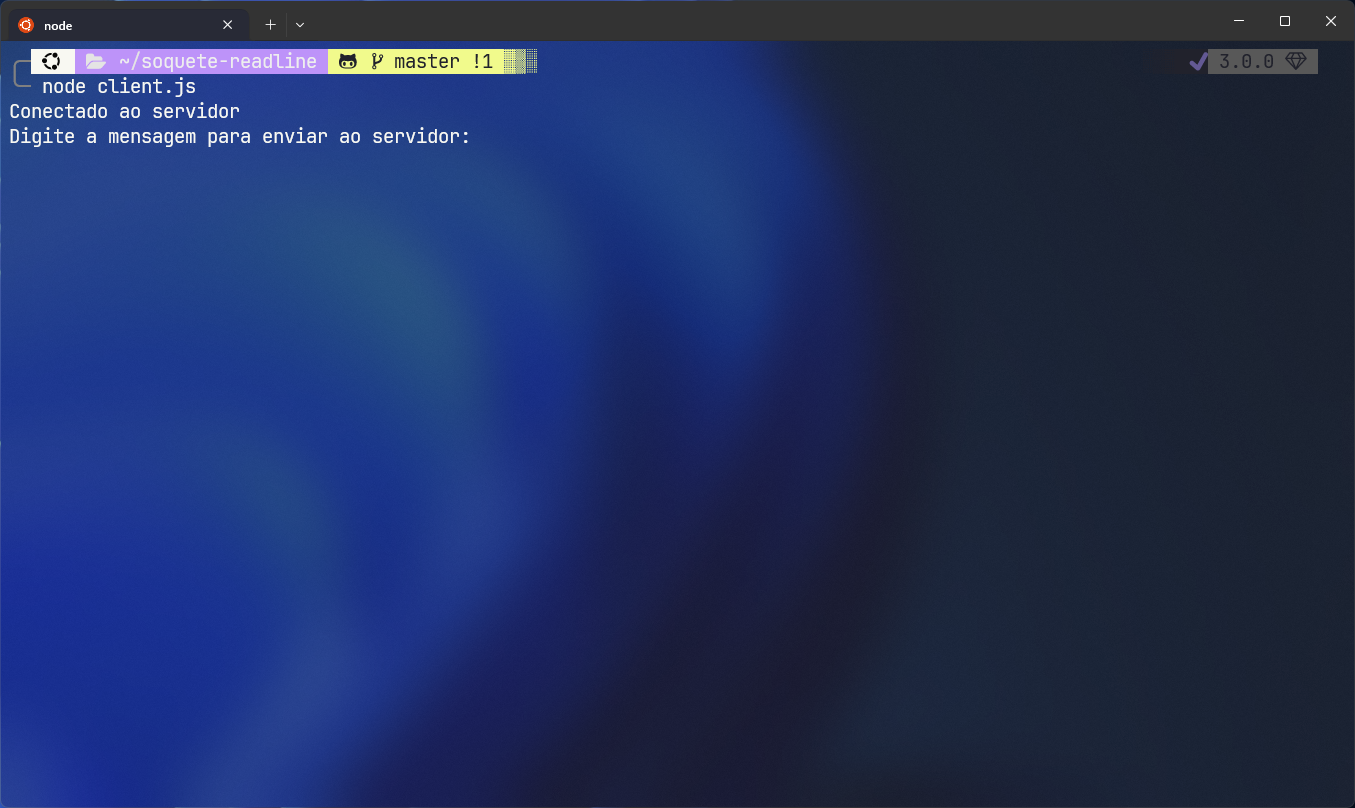 node
~/soquete-readline master !1 3.0.0
node client.js
Conectado ao servidor
Digite a mensagem para enviar ao servidor: